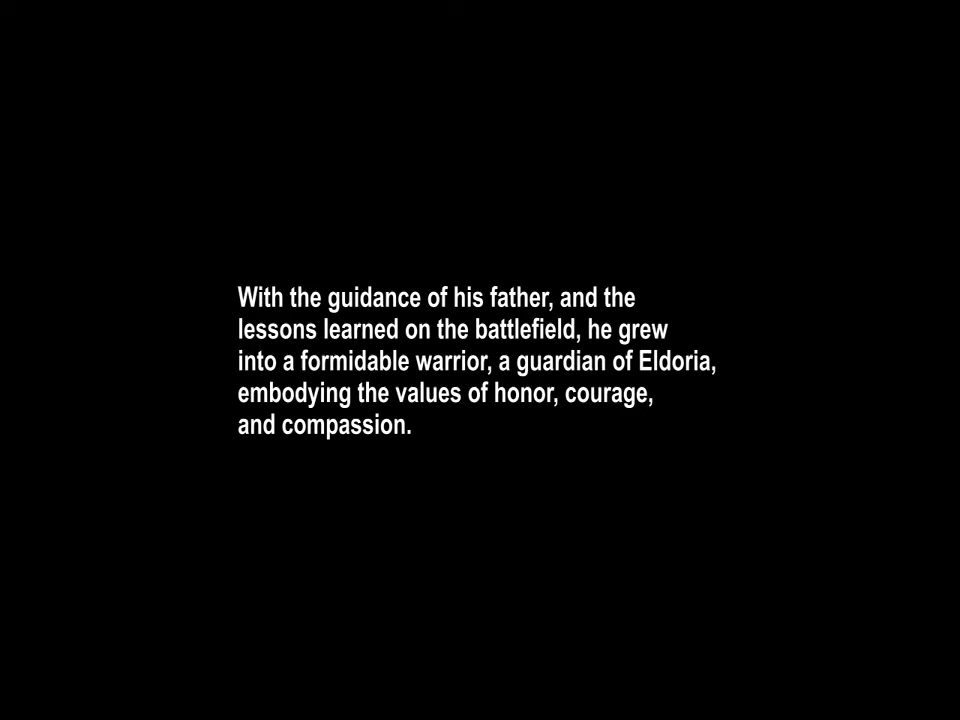 With the guidance of his father, and the
lessons learned on the battlefield, he grew
into a formidable warrior, a guardian of Eldoria,
embodying the values of honor, courage,
and compassion.